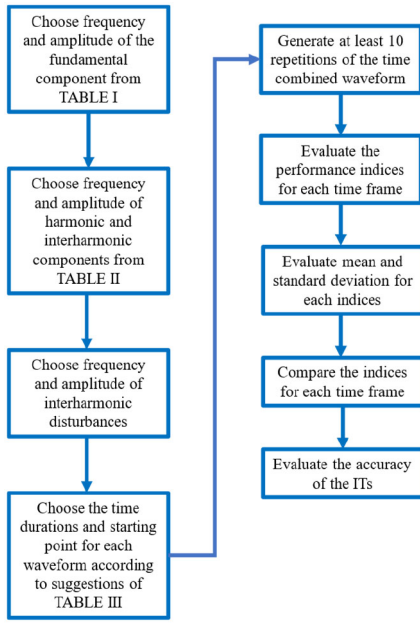 Choose frequency
and amplitude of the
fundamental
component from
TABLE I
Choose frequency
and amplitude of
harmonic and
interharmonic
components from
TABLE II
Choose frequency
and amplitude of
interharmonic
disturbances
Choose the time
durations and starting
point for each
waveform according
to suggestions of
TABLE III
Generate at least 10
repetitions of the time
combined waveform
Evaluate the
performance indices
for each time frame
Evaluate mean and
standard deviation for
each indices
Compare the indices
for each time frame
Evaluate the accuracy
of the ITs